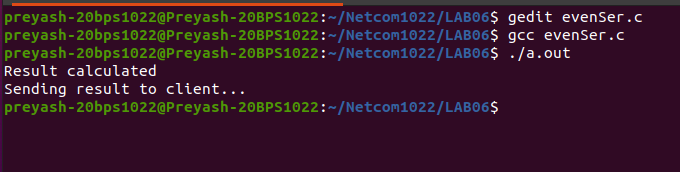 preyash-20bps1022@Preyash-20BPS1022:~/Netcom1022/LAB06$ gedit evenSer.c
preyash-20bps1022@Preyash-20BPS1022:~/Netcom1022/LAB06$ gcc evenSer.c
preyash-20bps1022@Preyash-20BPS1022:~/Netcom1022/LAB06$ ./a.out
Result calculated
Sending result to client...
preyash-20bps1022@Preyash-20BPS1022:~/Netcom1022/LAB06$